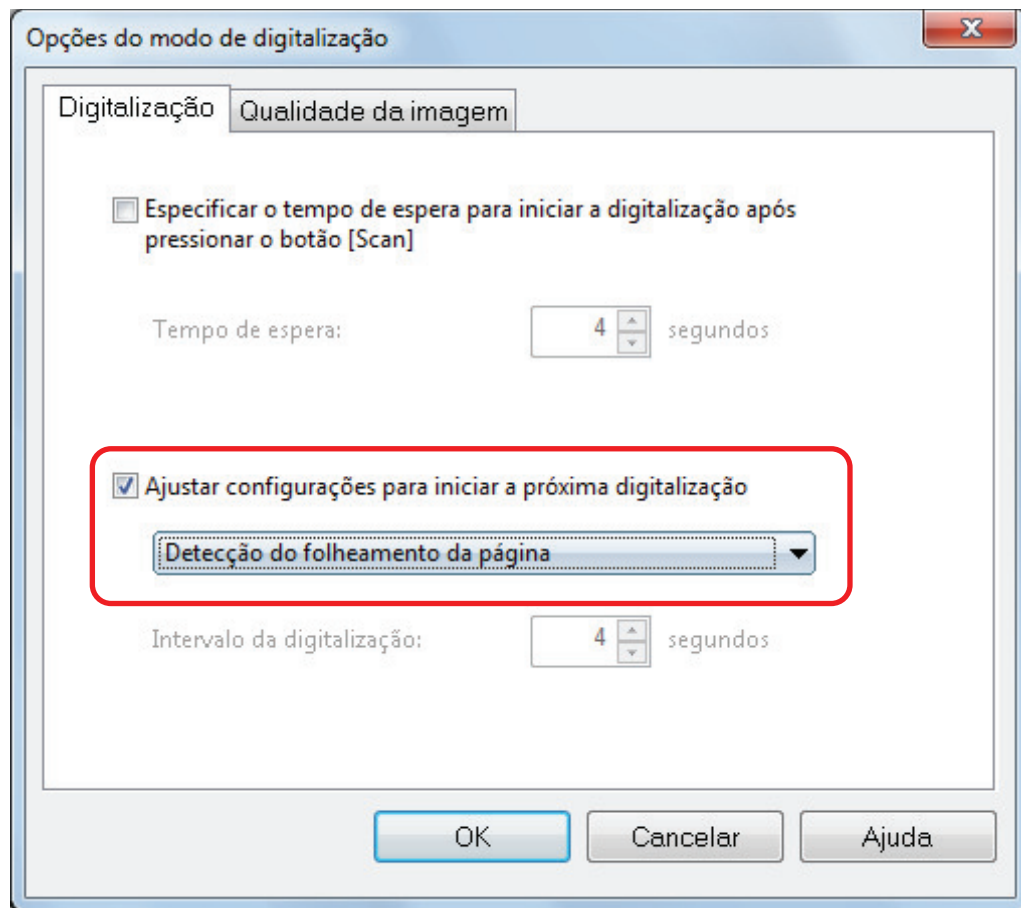 Opções do modo de digitalização
Digitalização
Qualidade da imagem
Especificar o tempo de espera para iniciar a digitalização após
pressionar o botão [Scan]
Tempo de espera: 4 segundos
Ajustar configurações para iniciar a próxima digitalização
Detecção do folheamento da página
Intervalo da digitalização: 4 segundos
OK Cancelar Ajuda